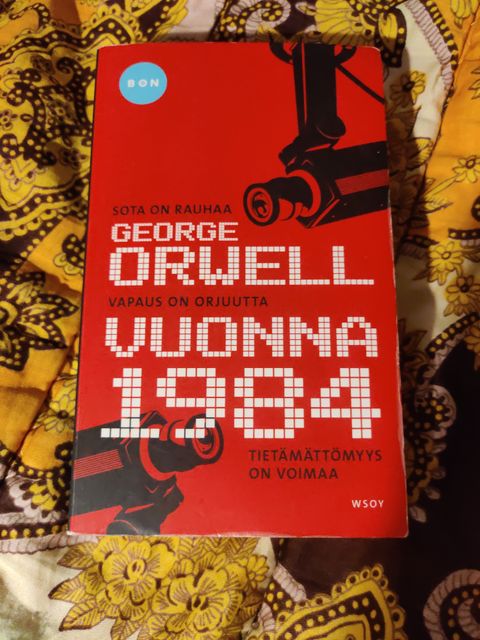 BON
SOTA ON RAUHAA
GEORGE
ORWELL
VAPAUS ON ORJUUTTA
VUONNA
1984
TIETÄMÄTTÖMYYS
ON VOIMAA
WSOY